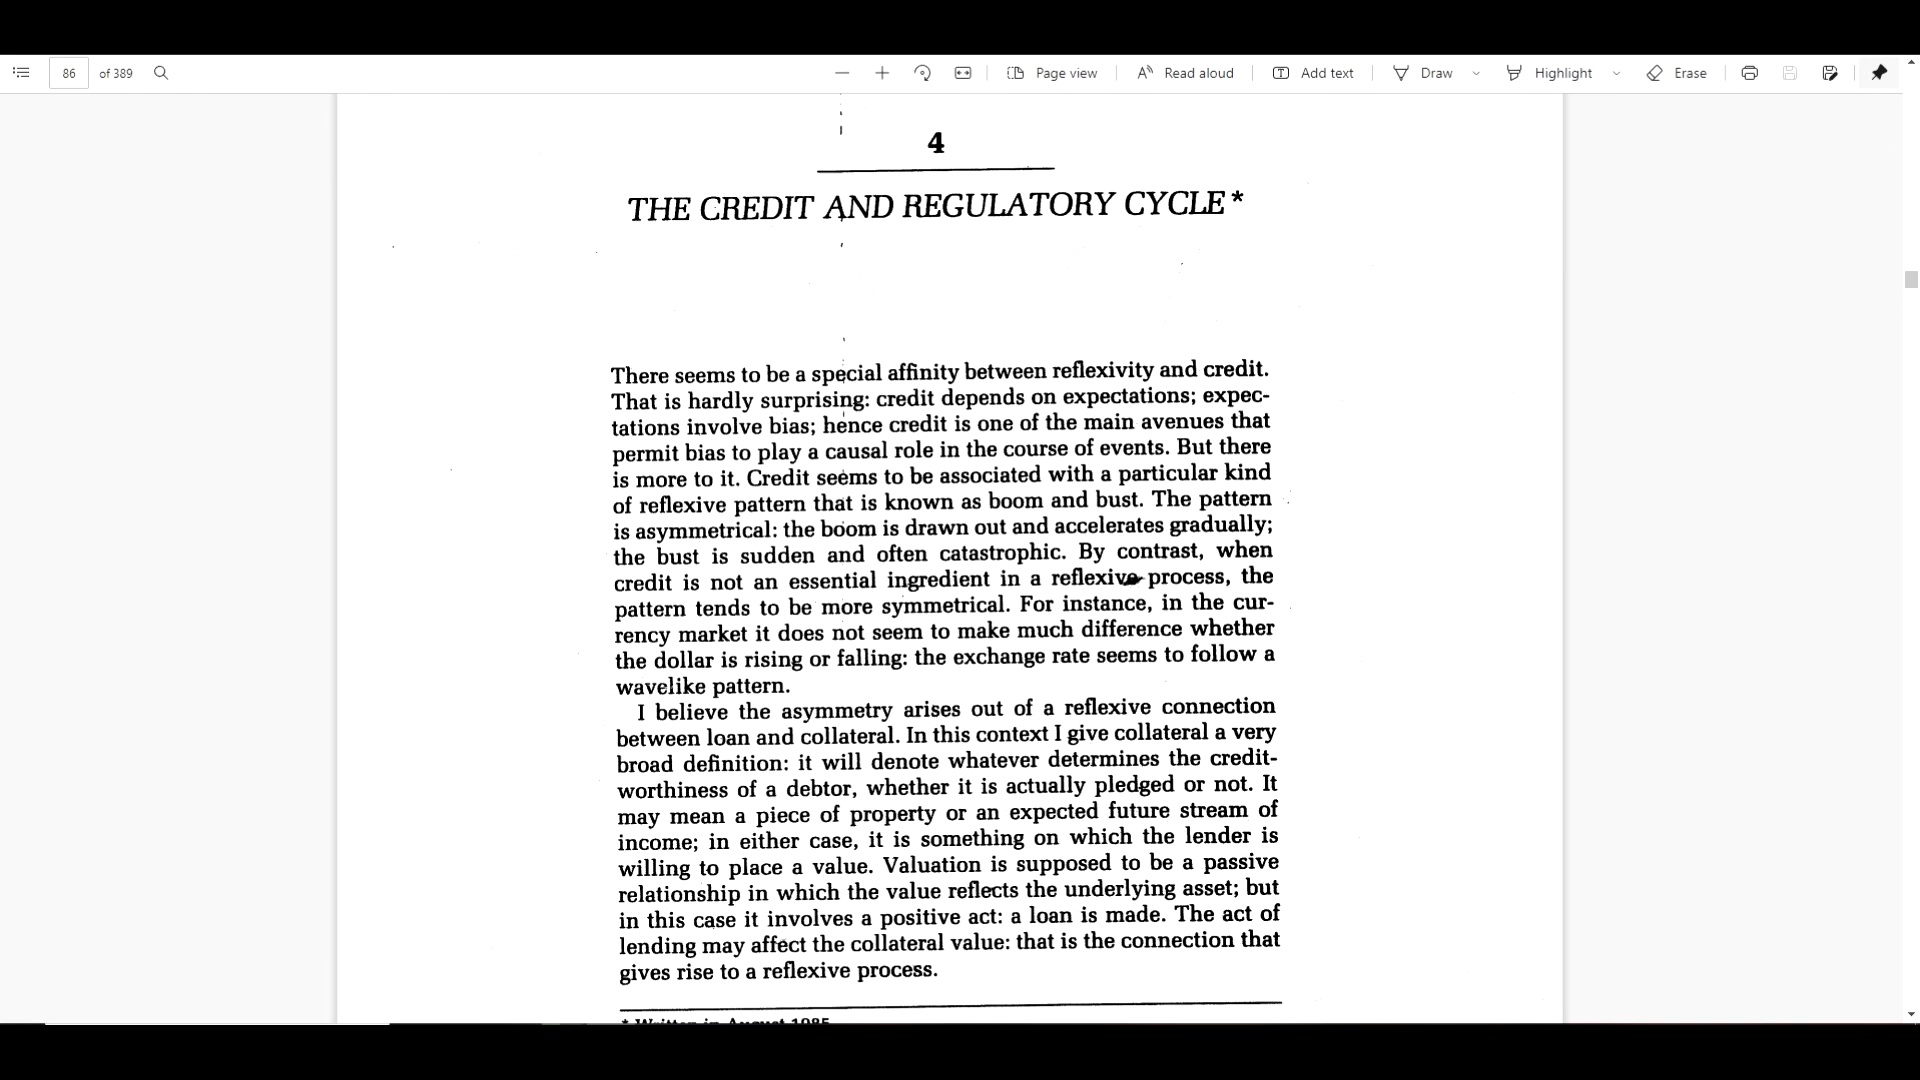 86 of 389 Page view Read aloud Add text Draw Highlight Erase
4
THE CREDIT AND REGULATORY CYCLE*
There seems to be a special affinity between reflexivity and credit.
That is hardly surprising: credit depends on expectations; expec-
tations involve bias; hence credit is one of the main avenues that
permit bias to play a causal role in the course of events. But there
is more to it. Credit seems to be associated with a particular kind
of reflexive pattern that is known as boom and bust. The pattern
is asymmetrical: the boom is drawn out and accelerates gradually;
the bust is sudden and often catastrophic. By contrast, when
credit is not an essential ingredient in a reflexive process, the
pattern tends to be more symmetrical. For instance, in the cur-
rency market it does not seem to make much difference whether
the dollar is rising or falling: the exchange rate seems to follow a
wavelike pattern.
I believe the asymmetry arises out of a reflexive connection
between loan and collateral. In this context I give collateral a very
broad definition: it will denote whatever determines the credit-
worthiness of a debtor, whether it is actually pledged or not. It
may mean a piece of property or an expected future stream of
income; in either case, it is something on which the lender is
willing to place a value. Valuation is supposed to be a passive
relationship in which the value reflects the underlying asset; but
in this case it involves a positive act: a loan is made. The act of
lending may affect the collateral value: that is the connection that
gives rise to a reflexive process.
* Written in August 1985